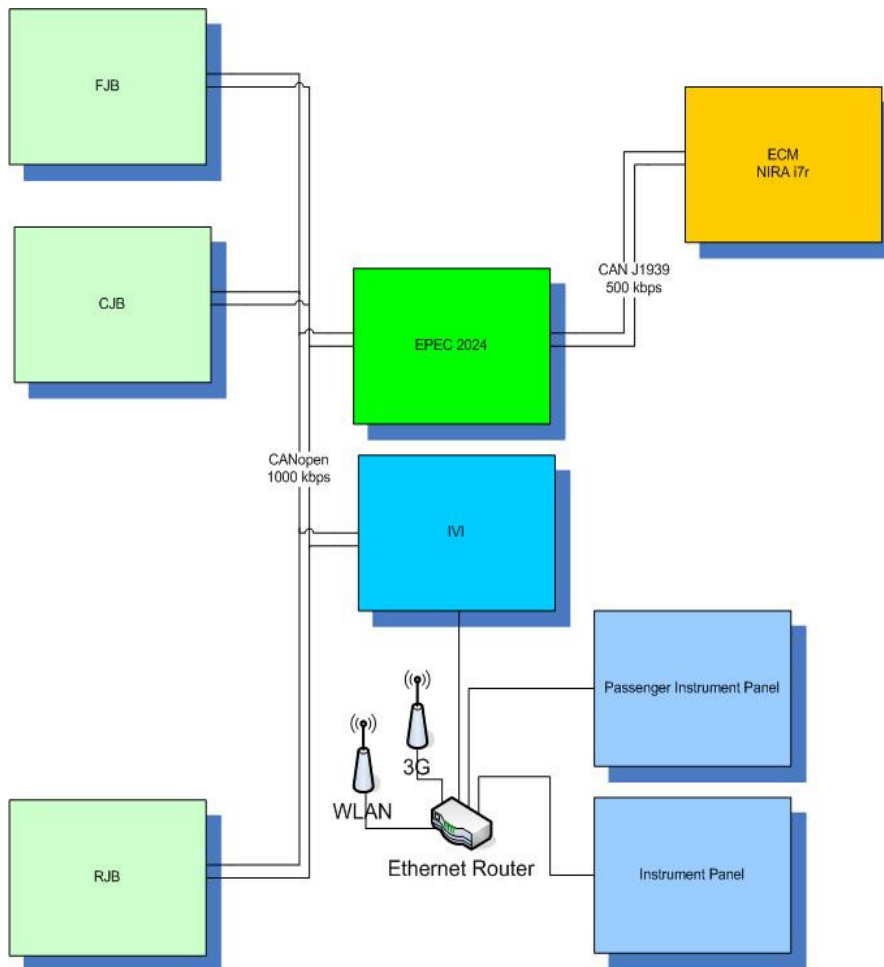 FJB
ECM
NIRA i7r
CAN J1939
500 kbps
CJB
EPEC 2024
CANopen
1000 kbps
IVI
Passenger Instrument Panel
3G
WLAN
Ethernet Router
RJB
Instrument Panel